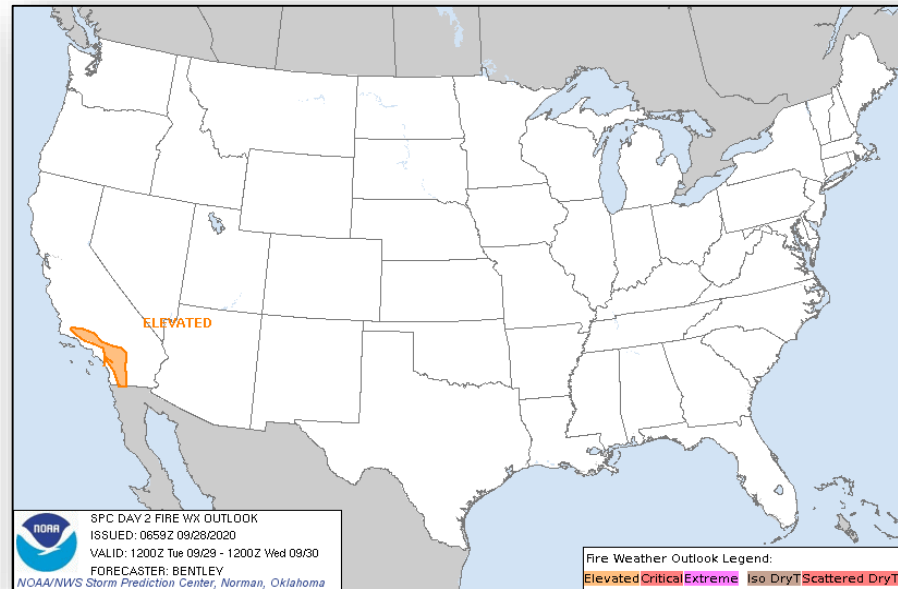 ELEVATED
NOAA
SPC DAY 2 FIRE WX OUTLOOK
ISSUED: 0659Z 09/28/2020
VALID: 1200Z Tue 09/29 - 1200Z Wed 09/30
FORECASTER: BENTLEY
NOAA/NWS Storm Prediction Center, Norman, Oklahoma
Fire Weather Outlook Legend:
Elevated Critical Extreme Iso DryT Scattered DryT